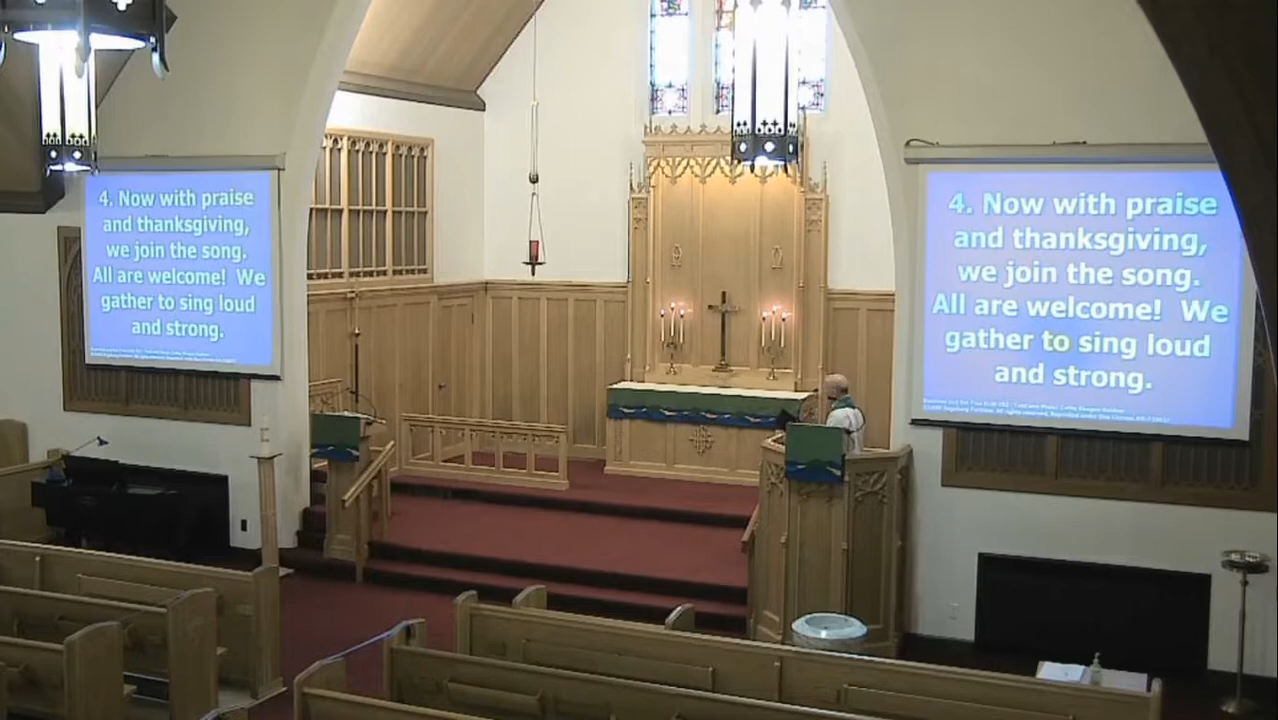 4. Now with praise
and thanksgiving,
we join the song.
All are welcome! We
gather to sing loud
and strong.
4. Now with praise
and thanksgiving,
we join the song.
All are welcome! We
gather to sing loud
and strong.